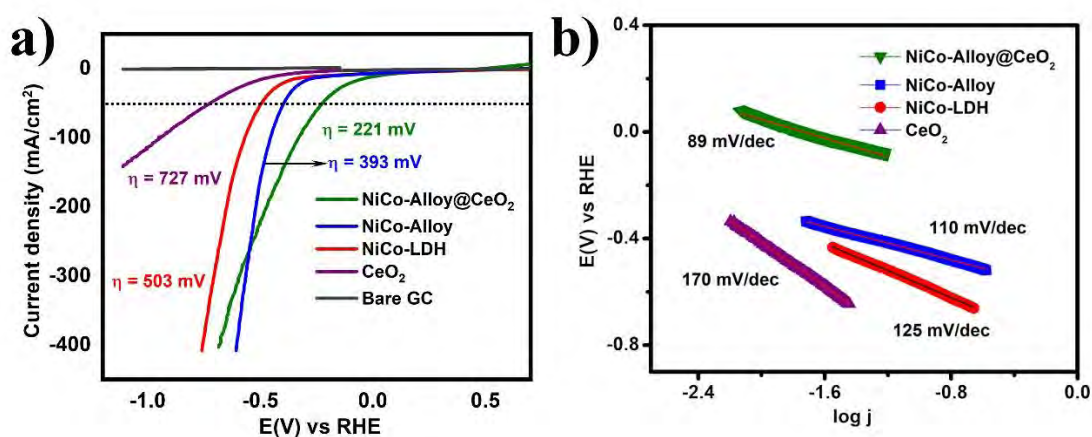 a)
Current density (mA/cm²)
0
-100
-200
-300
-400
-1.0
-0.5
0.0
0.5
E(V) vs RHE
η = 221 mV
η = 393 mV
η = 727 mV
η = 503 mV
NiCo-Alloy@CeO₂
NiCo-Alloy
NiCo-LDH
CeO₂
Bare GC
b)
E(V) vs RHE
0.4
0.0
-0.4
-0.8
-2.4
-1.6
-0.8
0.0
log j
NiCo-Alloy@CeO₂
NiCo-Alloy
NiCo-LDH
CeO₂
89 mV/dec
110 mV/dec
170 mV/dec
125 mV/dec